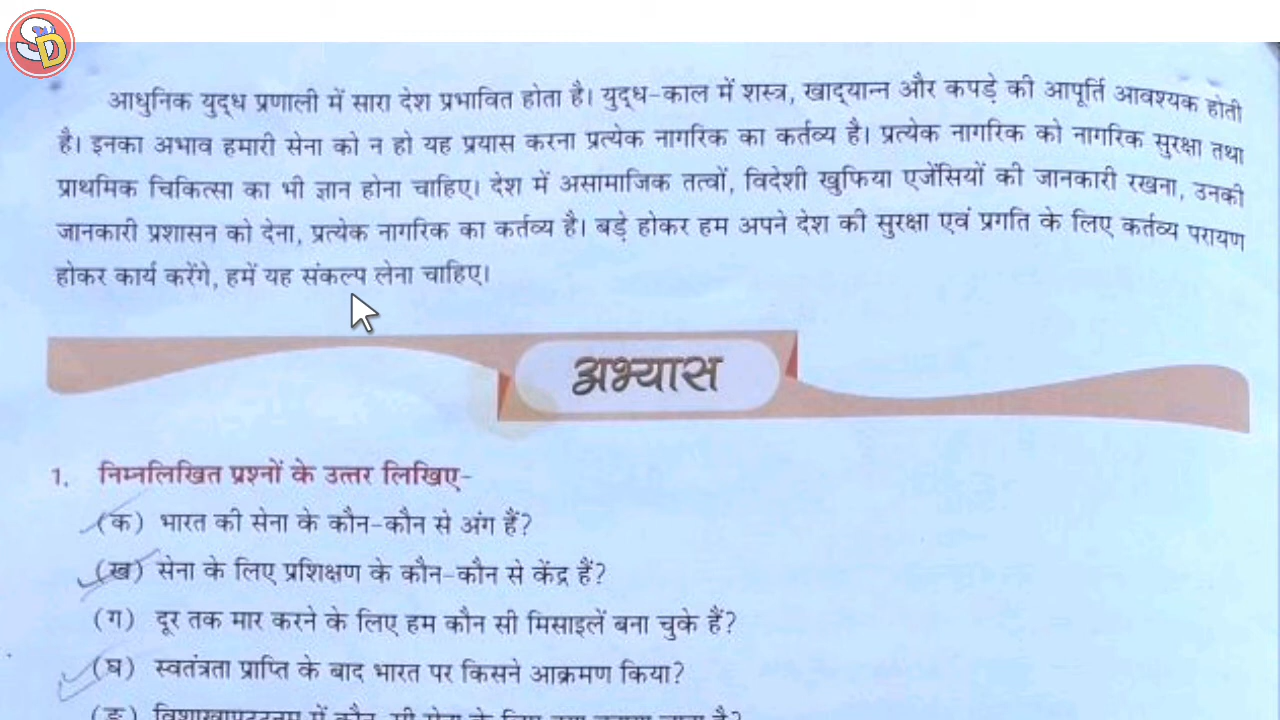 SD
आधुनिक युद्ध प्रणाली में सारा देश प्रभावित होता है। युद्ध-काल में शस्त्र, खाद्यान्न और कपड़े की आपूर्ति आवश्यक होती
है। इनका अभाव हमारी सेना को न हो यह प्रयास करना प्रत्येक नागरिक का कर्तव्य है। प्रत्येक नागरिक को नागरिक सुरक्षा तथा
प्राथमिक चिकित्सा का भी ज्ञान होना चाहिए। देश में असामाजिक तत्वों, विदेशी खुफिया एजेंसियों की जानकारी रखना, उनकी
जानकारी प्रशासन को देना, प्रत्येक नागरिक का कर्तव्य है। बड़े होकर हम अपने देश की सुरक्षा एवं प्रगति के लिए कर्तव्य परायण
होकर कार्य करेंगे, हमें यह संकल्प लेना चाहिए।
अभ्यास
1. निम्नलिखित प्रश्नों के उत्तर लिखिए-
(क) भारत की सेना के कौन-कौन से अंग हैं?
(ख) सेना के लिए प्रशिक्षण के कौन-कौन से केंद्र हैं?
(ग) दूर तक मार करने के लिए हम कौन सी मिसाइलें बना चुके हैं?
(घ) स्वतंत्रता प्राप्ति के बाद भारत पर किसने आक्रमण किया?
(ङ) में कौन-सी सेना के लिए